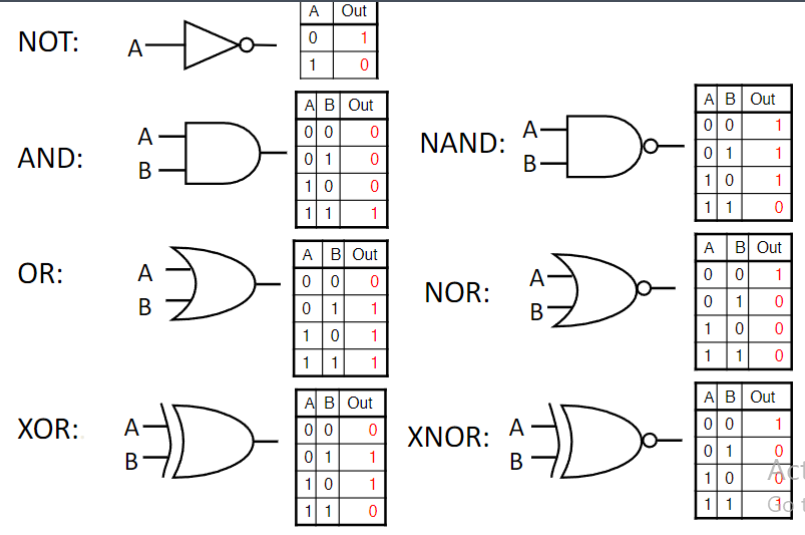 A Out
NOT: A 0 1
1 0
A B Out
AND: A B 0 0 0
0 1 0
1 0 0
1 1 1
A B Out
NAND: A B 0 0 1
0 1 1
1 0 1
1 1 0
A B Out
OR: A B 0 0 0
0 1 1
1 0 1
1 1 1
A B Out
NOR: A B 0 0 1
0 1 0
1 0 0
1 1 0
A B Out
XOR: A B 0 0 0
0 1 1
1 0 1
1 1 0
A B Out
XNOR: A B 0 0 1
0 1 0
1 0 0
1 1 1
Act
Go t